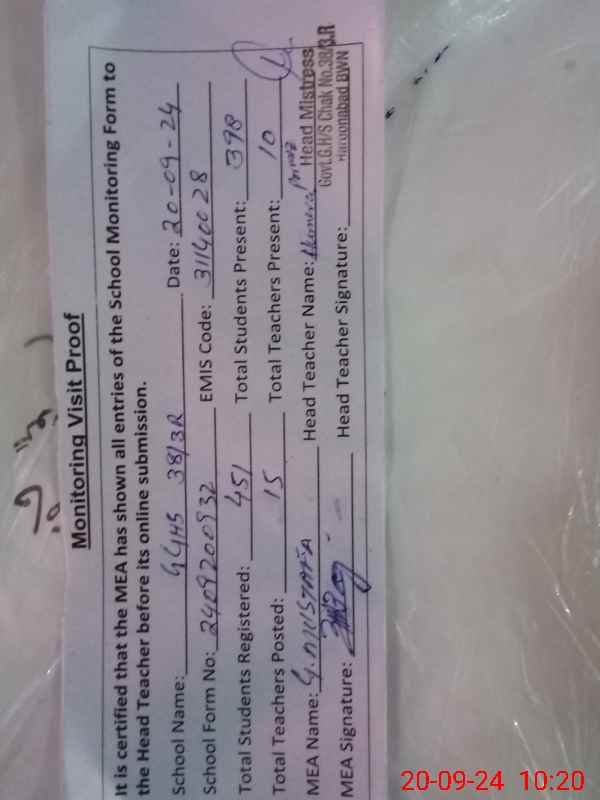 Monitoring Visit Proof
It is certified that the MEA has shown all entries of the School Monitoring Form to
the Head Teacher before its online submission.
School Name: GGHS 38/3R Date: 20-09-24
School Form No: 2409200932 EMIS Code: 31140028
Total Students Registered: 451 Total Students Present: 398
Total Teachers Posted: 15 Total Teachers Present: 10
MEA Name: G.MUSTAFA Head Teacher Name:
MEA Signature: Head Teacher Signature:
Head Mistress
Govt.G.H/S Chak No.38/3.R
Haroonabad BWN
20-09-24 10:20